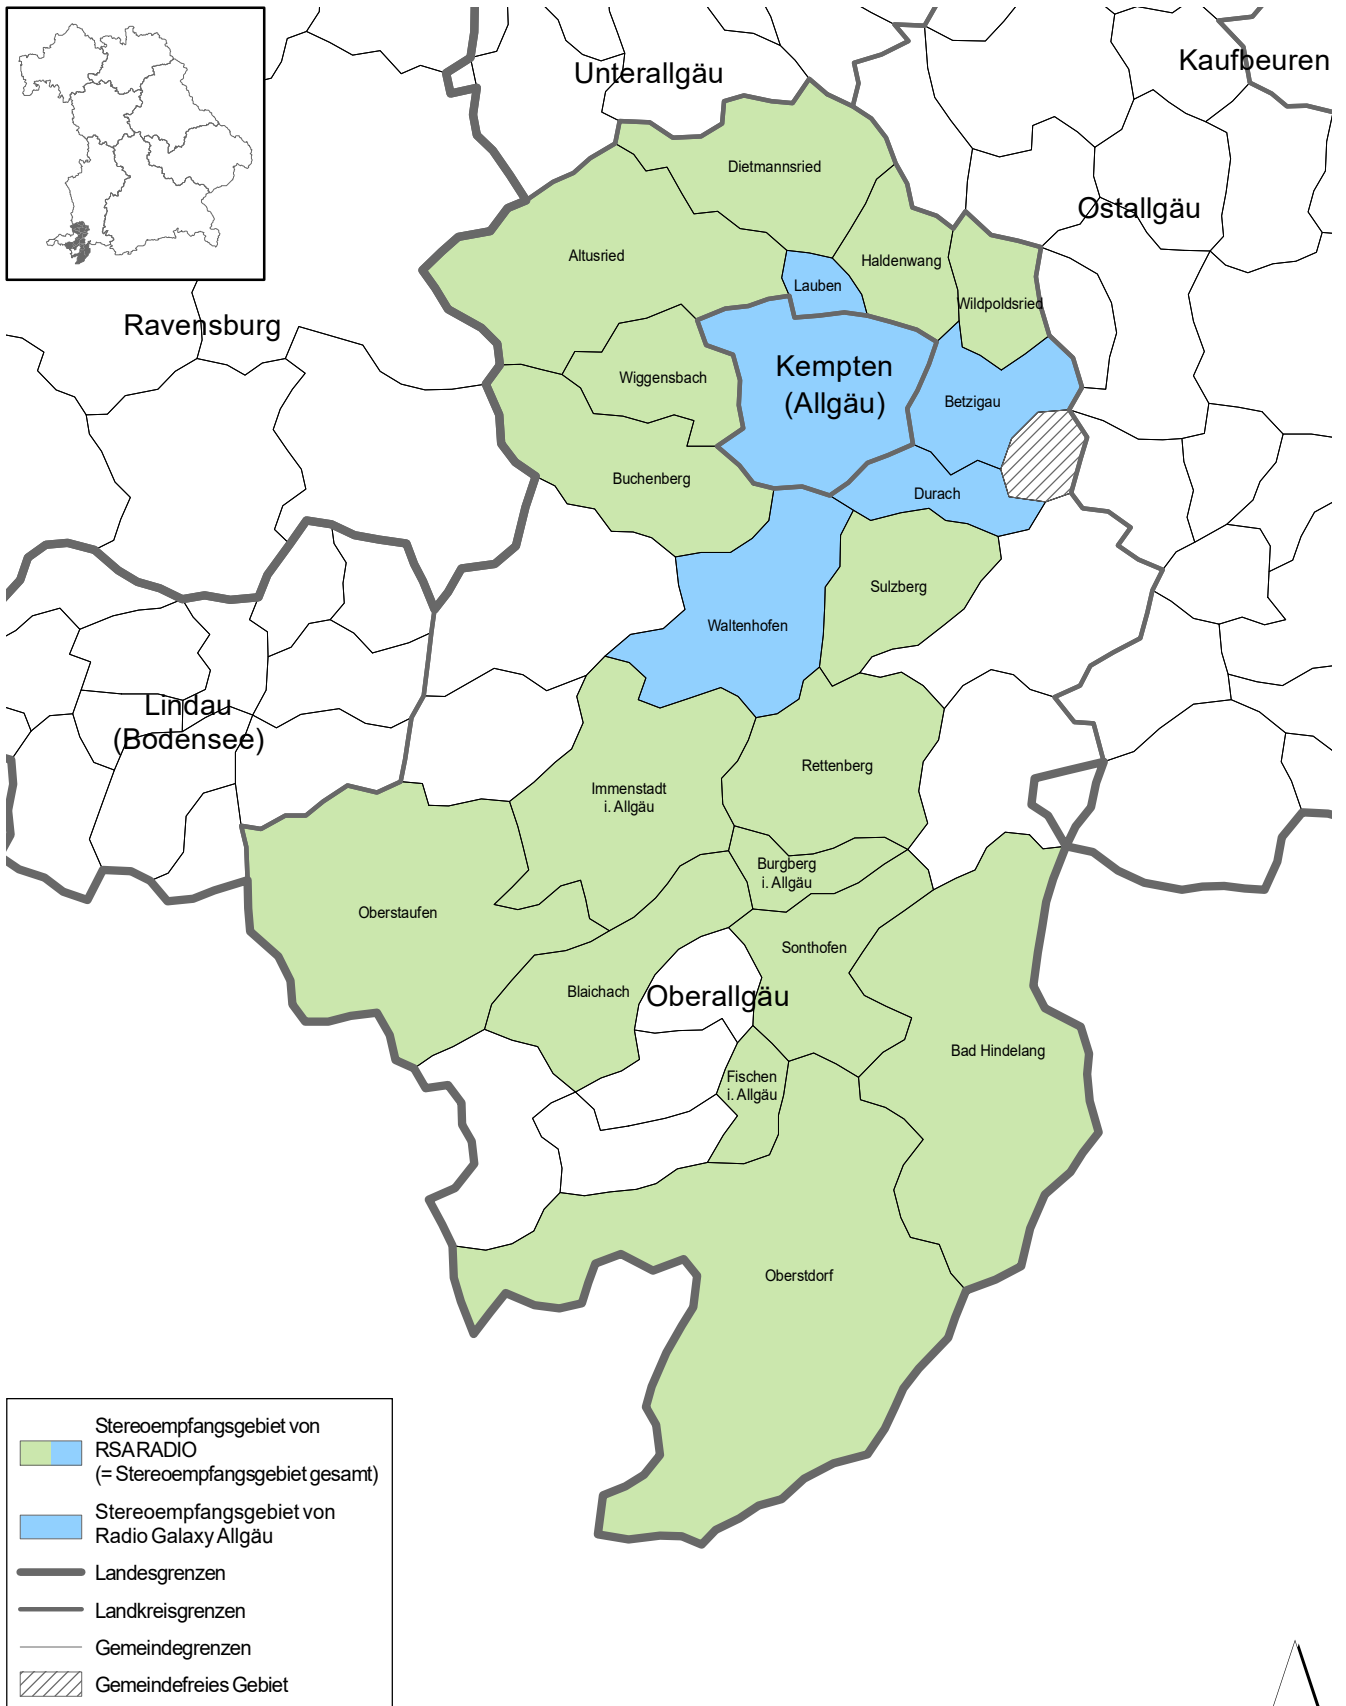 Unterallgäu
Kaufbeuren
Dietmannsried
Ostallgäu
Altusried
Haldenwang
Lauben
Wildpoldsried
Ravensburg
Kempten
(Allgäu)
Wiggensbach
Betzigau
Buchenberg
Durach
Sulzberg
Waltenhofen
Lindau
(Bodensee)
Rettenberg
Immenstadt
i. Allgäu
Burgberg
i. Allgäu
Oberstaufen
Sonthofen
Blaichach
Oberallgäu
Bad Hindelang
Fischen
i. Allgäu
Oberstdorf
Stereoempfangsgebiet von
RSA RADIO
(= Stereoempfangsgebiet gesamt)
Stereoempfangsgebiet von
Radio Galaxy Allgäu
Landesgrenzen
Landkreisgrenzen
Gemeindegrenzen
Gemeindefreies Gebiet